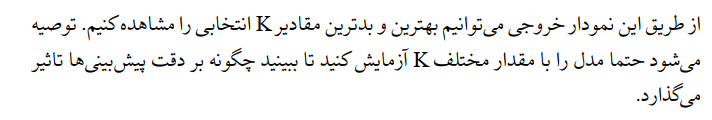 از طریق این نمودار خروجی می‌توانیم بهترین و بدترین مقادیر K انتخابی را مشاهده کنیم. توصیه
می‌شود حتما مدل را با مقدار مختلف K آزمایش کنید تا ببینید چگونه بر دقت پیش‌بینی‌ها تاثیر
می‌گذارد.